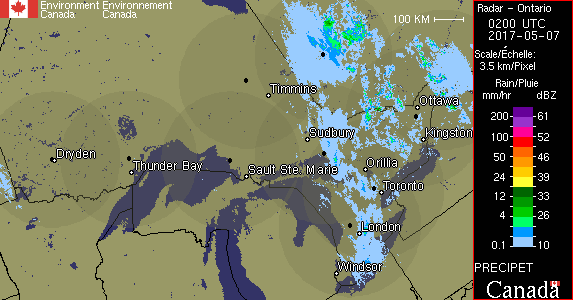 Environment Environnement
Canada Canada
100 KM
Timmins
Ottawa
Sudbury
Kingston
Dryden
Thunder Bay
Sault Ste. Marie
Orillia
Toronto
London
Windsor
Radar - Ontario
0200 UTC
2017-05-07
Scale/Échelle:
3.5 km/Pixel
Rain/Pluie
mm/hr dBZ
200 61
100 52
50 46
24 39
12 33
4 26
0.1 10
PRECIPET
Canada